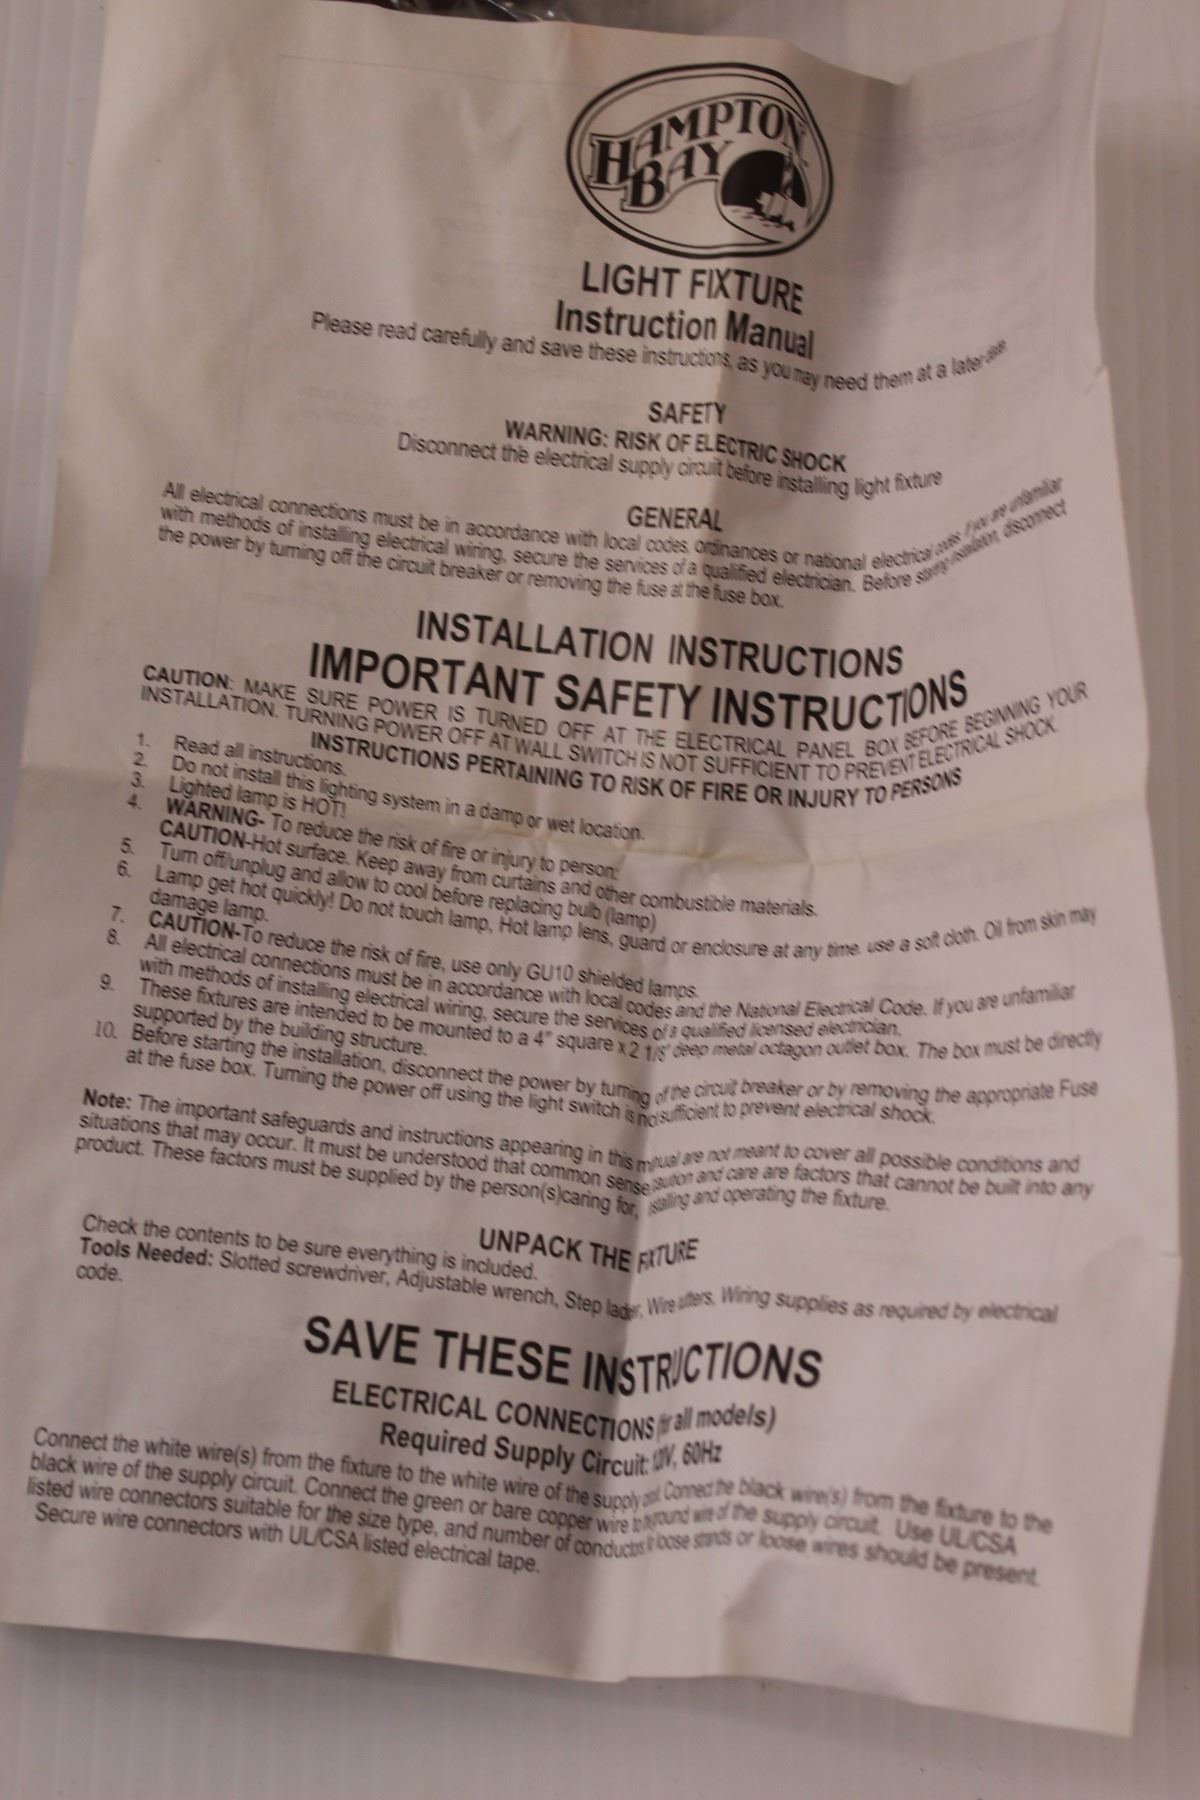 HAMPTON
BAY
LIGHT FIXTURE
Instruction Manual
Please read carefully and save these instructions, as you may need them at a later date
SAFETY
WARNING: RISK OF ELECTRIC SHOCK
Disconnect the electrical supply circuit before installing light fixture
GENERAL
All electrical connections must be in accordance with local codes, ordinances or national electrical codes. If you are unfamiliar
with methods of installing electrical wiring, secure the services of a qualified electrician. Before starting installation, disconnect
the power by turning off the circuit breaker or removing the fuse at the fuse box.
INSTALLATION INSTRUCTIONS
IMPORTANT SAFETY INSTRUCTIONS
CAUTION: MAKE SURE POWER IS TURNED OFF AT THE ELECTRICAL PANEL BOX BEFORE BEGINNING YOUR
INSTALLATION. TURNING POWER OFF AT WALL SWITCH IS NOT SUFFICIENT TO PREVENT ELECTRICAL SHOCK.
INSTRUCTIONS PERTAINING TO RISK OF FIRE OR INJURY TO PERSONS
1. Read all instructions.
2. Do not install this lighting system in a damp or wet location.
3. Lighted lamp is HOT!
4. WARNING- To reduce the risk of fire or injury to person:
CAUTION-Hot surface. Keep away from curtains and other combustible materials.
5. Turn off/unplug and allow to cool before replacing bulb (lamp)
6. Lamp get hot quickly! Do not touch lamp, Hot lamp lens, guard or enclosure at any time. use a soft cloth. Oil from skin may
damage lamp.
7. CAUTION-To reduce the risk of fire, use only GU10 shielded lamps.
8. All electrical connections must be in accordance with local codes and the National Electrical Code. If you are unfamiliar
with methods of installing electrical wiring, secure the services of a qualified licensed electrician.
9. These fixtures are intended to be mounted to a 4" square x 2 1/8" deep metal octagon outlet box. The box must be directly
supported by the building structure.
10. Before starting the installation, disconnect the power by turning of the circuit breaker or by removing the appropriate Fuse
at the fuse box. Turning the power off using the light switch is not sufficient to prevent electrical shock.
Note: The important safeguards and instructions appearing in this manual are not meant to cover all possible conditions and
situations that may occur. It must be understood that common sense caution and care are factors that cannot be built into any
product. These factors must be supplied by the person(s)caring for, installing and operating the fixture.
UNPACK THE FIXTURE
Check the contents to be sure everything is included.
Tools Needed: Slotted screwdriver, Adjustable wrench, Step ladder, Wire cutters, Wiring supplies as required by electrical
code.
SAVE THESE INSTRUCTIONS
ELECTRICAL CONNECTIONS (for all models)
Required Supply Circuit: 120V, 60Hz
Connect the white wire(s) from the fixture to the white wire of the supply Connect the black wire(s) from the fixture to the
black wire of the supply circuit. Connect the green or bare copper wire to ground wire of the supply circuit. Use UL/CSA
listed wire connectors suitable for the size type, and number of conductors loose strands or loose wires should be present.
Secure wire connectors with UL/CSA listed electrical tape.